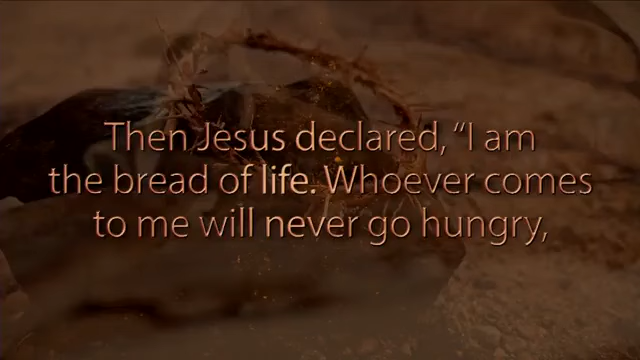 Then Jesus declared, “I am
the bread of life. Whoever comes
to me will never go hungry,